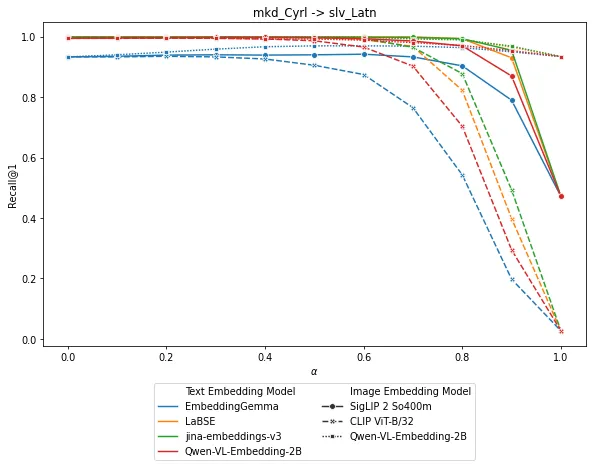 mkd_Cyrl -> slv_Latn
Recall@1
1.0
0.8
0.6
0.4
0.2
0.0
0.0 0.2 0.4 0.6 0.8 1.0
α
Text Embedding Model
EmbeddingGemma
LaBSE
jina-embeddings-v3
Qwen-VL-Embedding-2B
Image Embedding Model
SigLIP 2 So400m
CLIP ViT-B/32
Qwen-VL-Embedding-2B